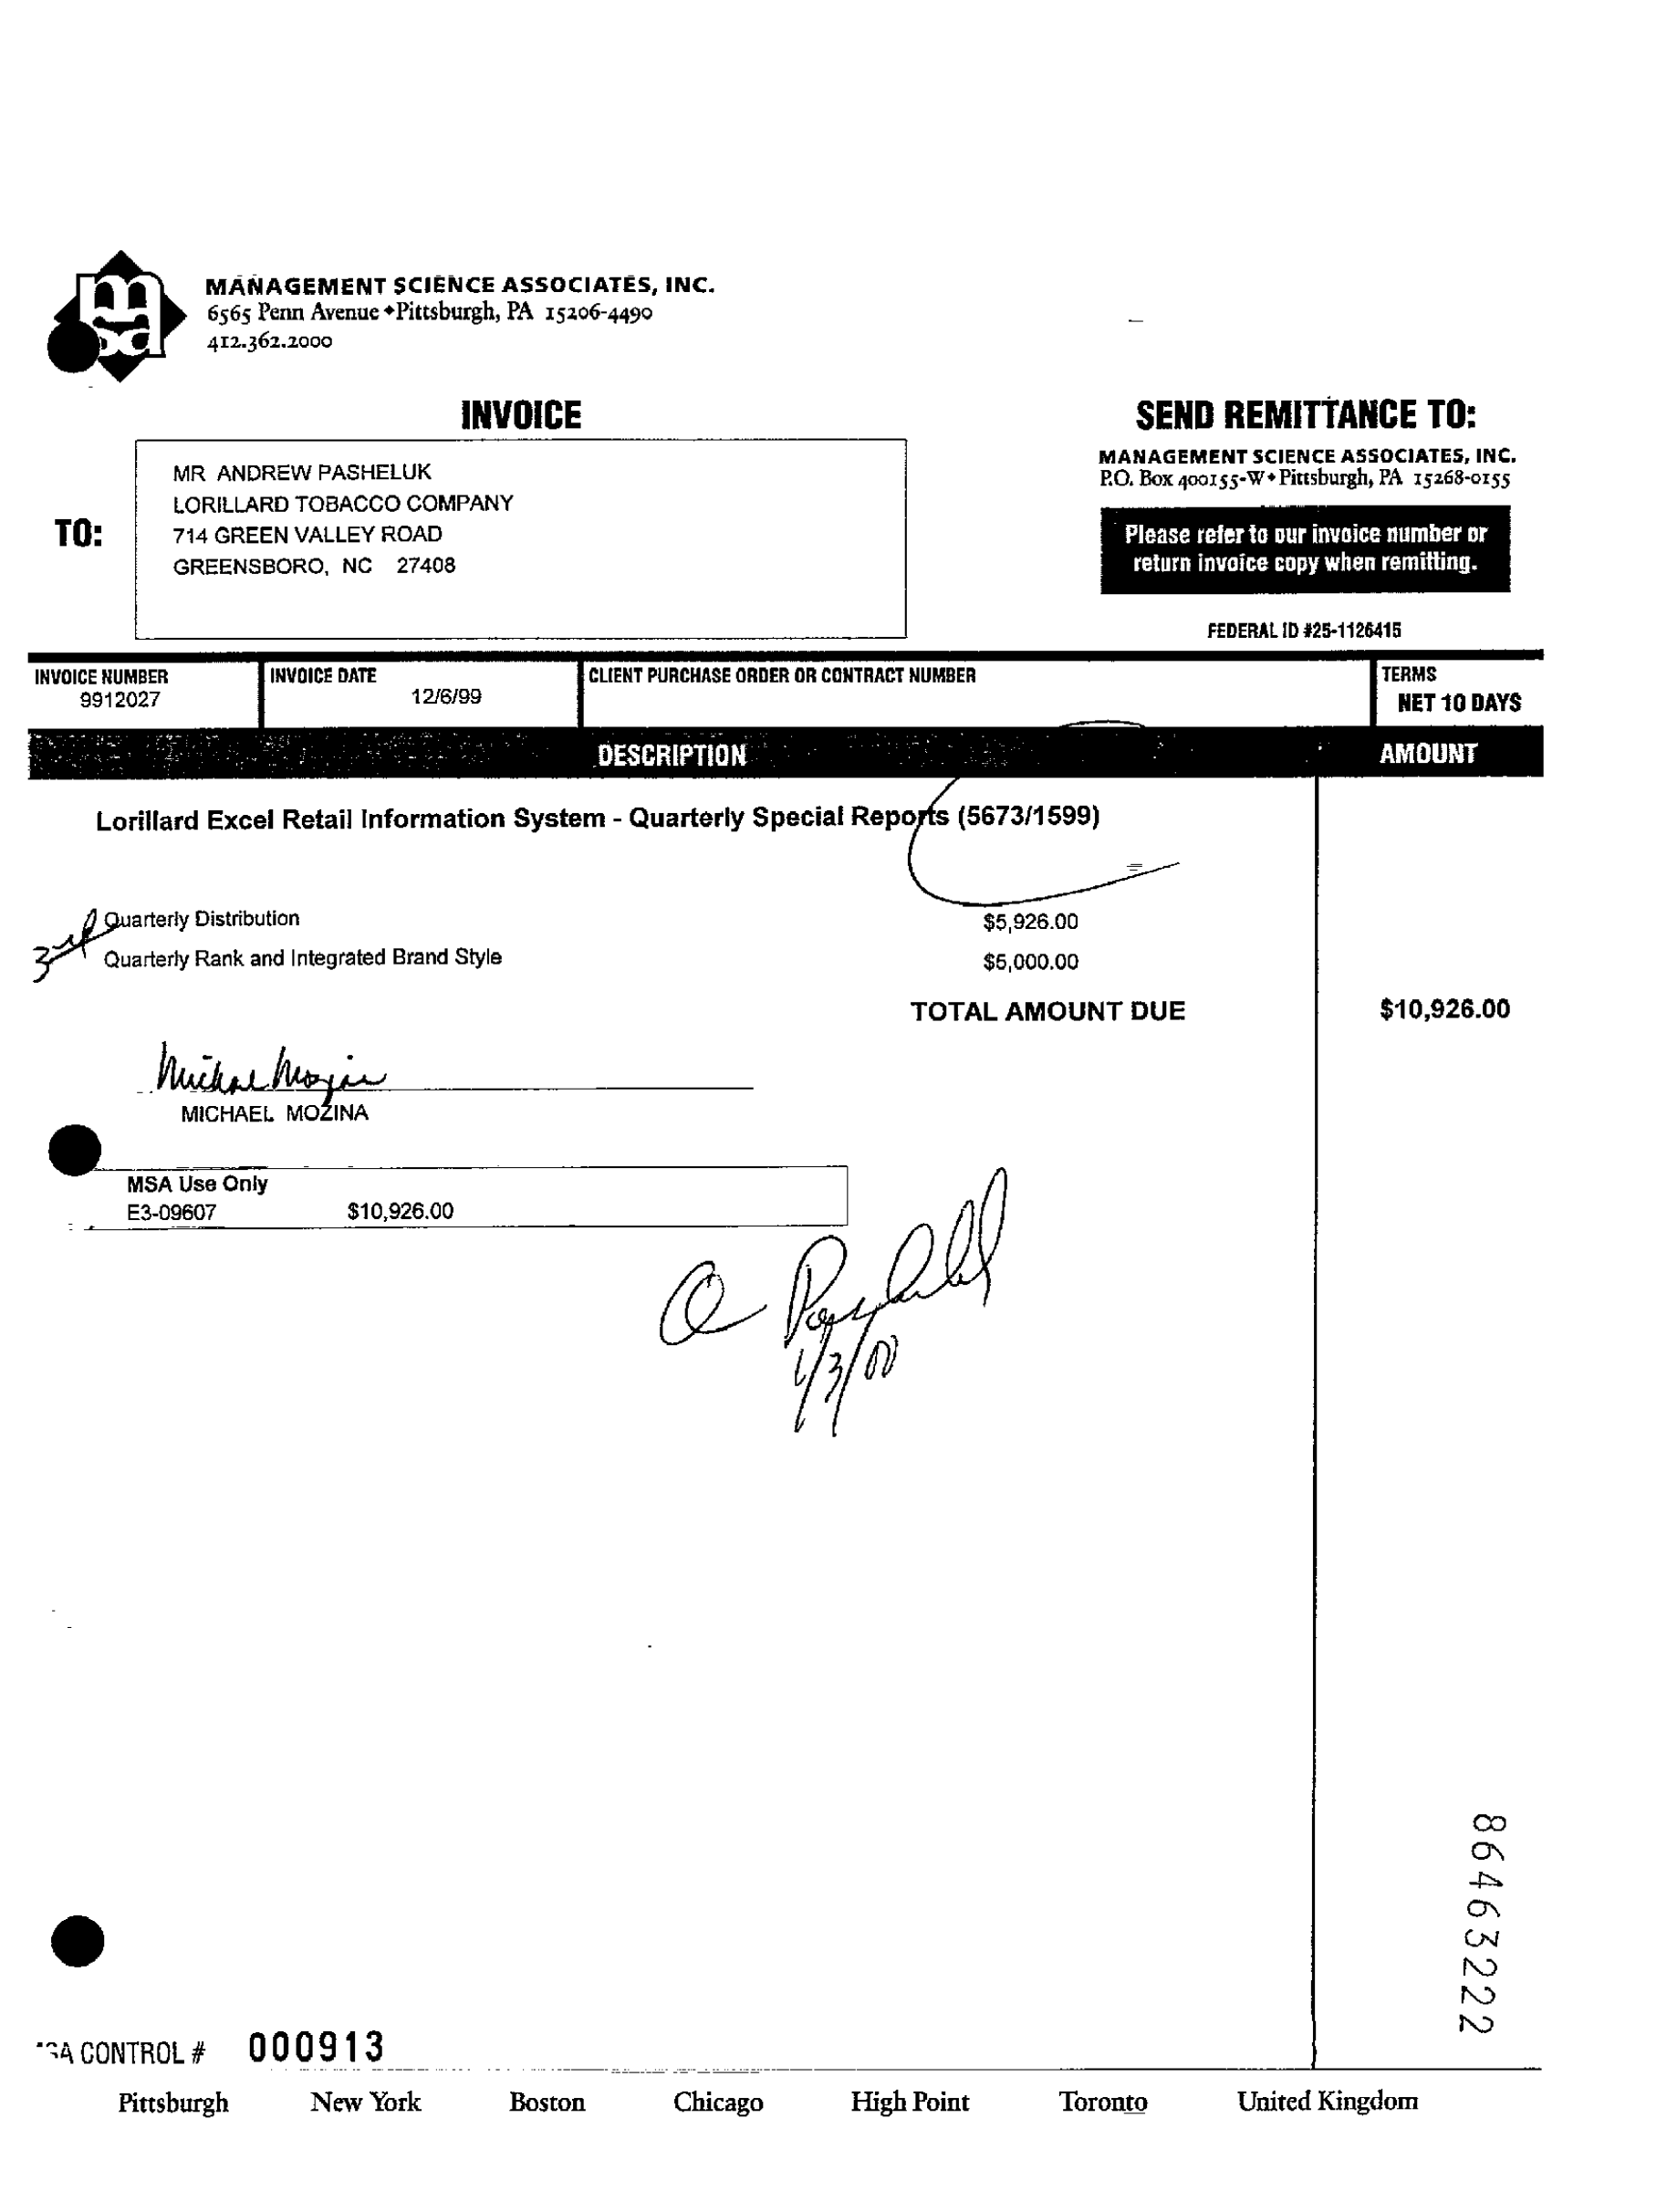 MANAGEMENT SCIENCE ASSOCIATES, INC.
6565 Penn Avenue ◆ Pittsburgh, PA 15206-4490
412.362.2000
msa
INVOICE
SEND REMITTANCE TO:
MANAGEMENT SCIENCE ASSOCIATES, INC.
P.O. Box 400155-W ◆ Pittsburgh, PA 15268-0155
TO:
MR ANDREW PASHELUK
LORILLARD TOBACCO COMPANY
714 GREEN VALLEY ROAD
GREENSBORO, NC 27408
Please refer to our invoice number or
return invoice copy when remitting.
FEDERAL ID #25-1126415
INVOICE NUMBER INVOICE DATE CLIENT PURCHASE ORDER OR CONTRACT NUMBER TERMS
9912027 12/6/99 NET 10 DAYS
DESCRIPTION AMOUNT
Lorillard Excel Retail Information System - Quarterly Special Reports (5673/1599)
3rd
Quarterly Distribution $5,926.00
Quarterly Rank and Integrated Brand Style $5,000.00
TOTAL AMOUNT DUE $10,926.00
Michael Mozina
MICHAEL MOZINA
MSA Use Only
E3-09607 $10,926.00
1/3/00
86463222
CONTROL # 000913
Pittsburgh New York Boston Chicago High Point Toronto United Kingdom